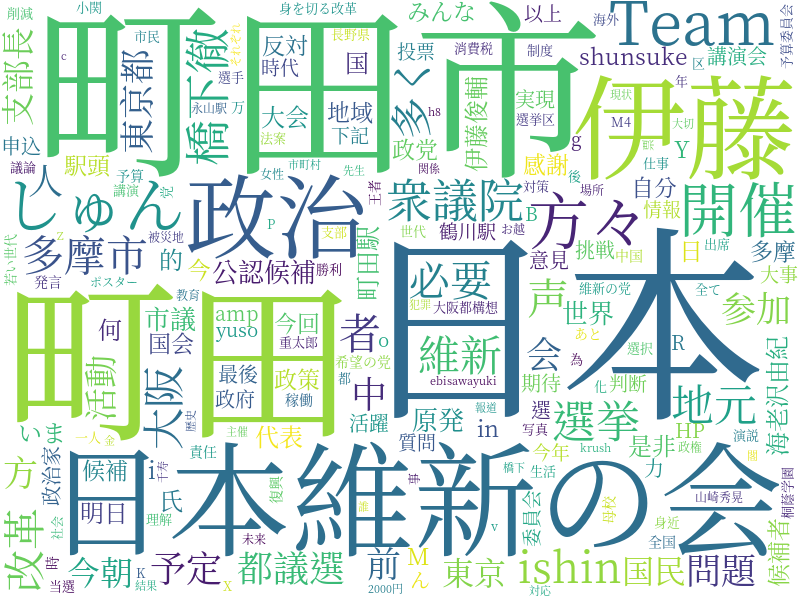 削減
小関
身を切る改革
みんな
以上
海外
Team
予算委員会
支部長
町田市
東京都
市民
c
橋下徹
反対
時代
長野県
国
投票
消費税
制度
shunsuke
区
講演会
伊藤
選手
永山駅
万
大会
地域
下記
多く
伊藤俊輔
実現
選挙区
年
M4
現状
大切
申込
駅頭
法案
h8
政党
g
感謝
Y
議論
予算
市町村
先生
関係
人
しゅん
講演
党
女性
政治
P
王者
衆議院
対策
後
場所
仕事
自分
B
方々
情報
開催
若い世代
Z
多摩市
被災地
的
発言
ポスター
今
公認候補
支部
勝利
町田駅
世代
鶴川駅
お越
意見
挑戦
中国
日
出席
多摩
大事
町田
教育
必要
犯罪
大阪都構想
日本
維新の党
全て
声
世界
参加
何
市議
国会
amp
yuso
今回
重太郎
者
o
希望の党
維新
ebisawayuki
会
あと
為
R
選択
活動
大阪
最後
政府
政策
稼働
都
中
期待
化
判断
地元
海老沢由紀
歴史
いま
一人
金
主催
代表
活躍
原発
報道
選
選挙
質問
in
写真
今年
是非
HP
政権
演説
方
政治家
候補
明日
i
千寿
氏
責任
理解
復興
日本維新の会
事
橋下
生活
krush
力
国
山崎秀晃
桐蔭学園
改革
社会
時
今朝
予定
未来
都議選
誰
前
M
ん
v
委員会
東京
ishin
母校
身近
全国
国民
問題
候補者
当選
K
結果
X
2000円
対応